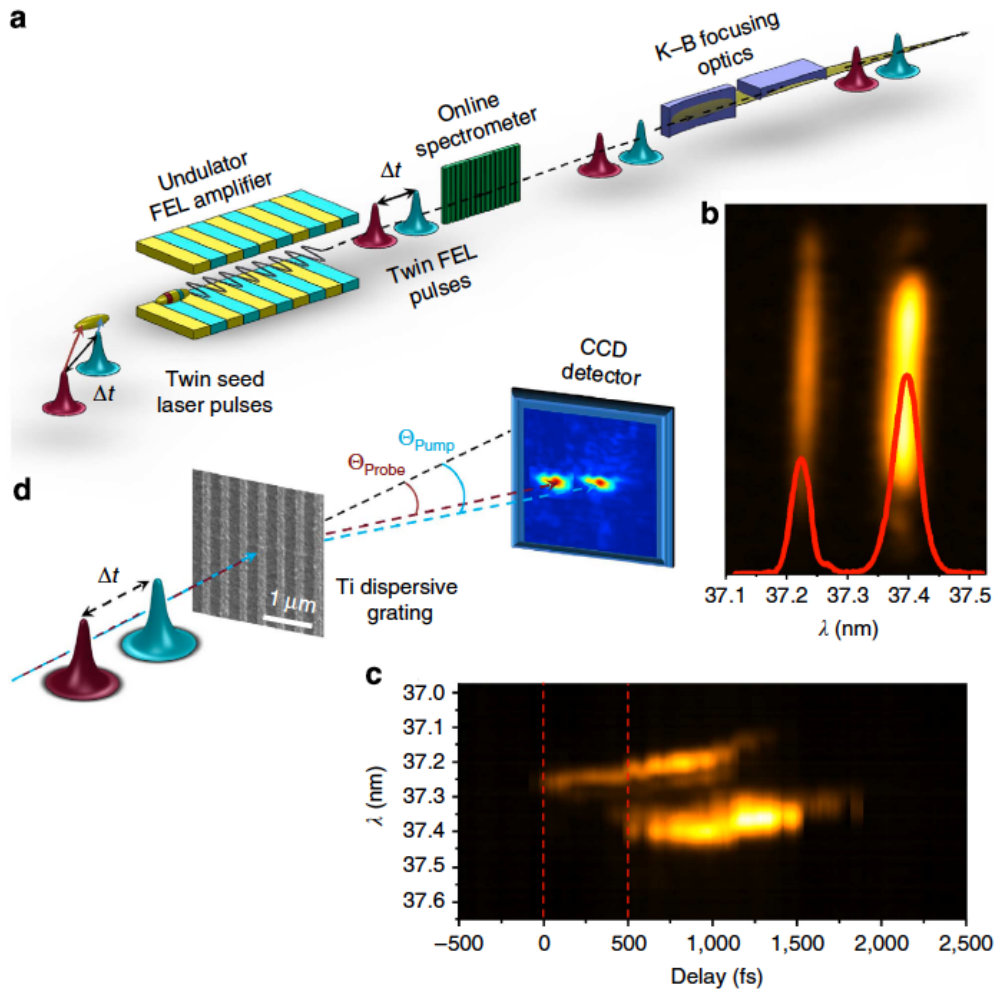 a
K–B focusing
optics
Online
spectrometer
Δt
Undulator
FEL amplifier
Twin FEL
pulses
Δt
Twin seed
laser pulses
b
37.1 37.2 37.3 37.4 37.5
λ (nm)
CCD
detector
ΘPump
ΘProbe
d
Δt
1 μm
Ti dispersive
grating
c
37.0
37.1
37.2
37.3
37.4
37.5
37.6
λ (nm)
–500 0 500 1,000 1,500 2,000 2,500
Delay (fs)